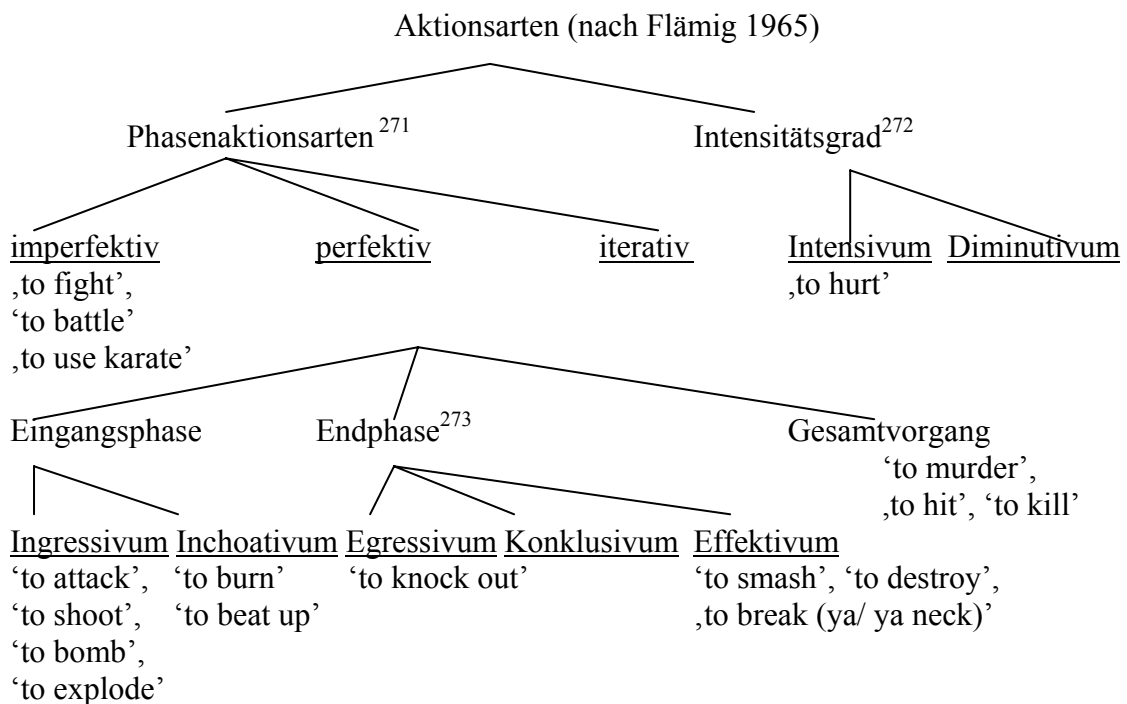 Aktionsarten (nach Flämig 1965)
Phasenaktionsarten 271 Intensitätsgrad272
imperfektiv perfektiv iterativ Intensivum Diminutivum
‚to fight’, ‚to hurt’
‘to battle’
‚to use karate’
Eingangsphase Endphase273 Gesamtvorgang
‘to murder’,
‚to hit’, ‘to kill’
Ingressivum Inchoativum Egressivum Konklusivum Effektivum
‘to attack’, ‘to burn’ ‘to knock out’ ‘to smash’, ‘to destroy’,
‘to shoot’, ‘to beat up’ ‚to break (ya/ ya neck)’
‘to bomb’,
‘to explode’